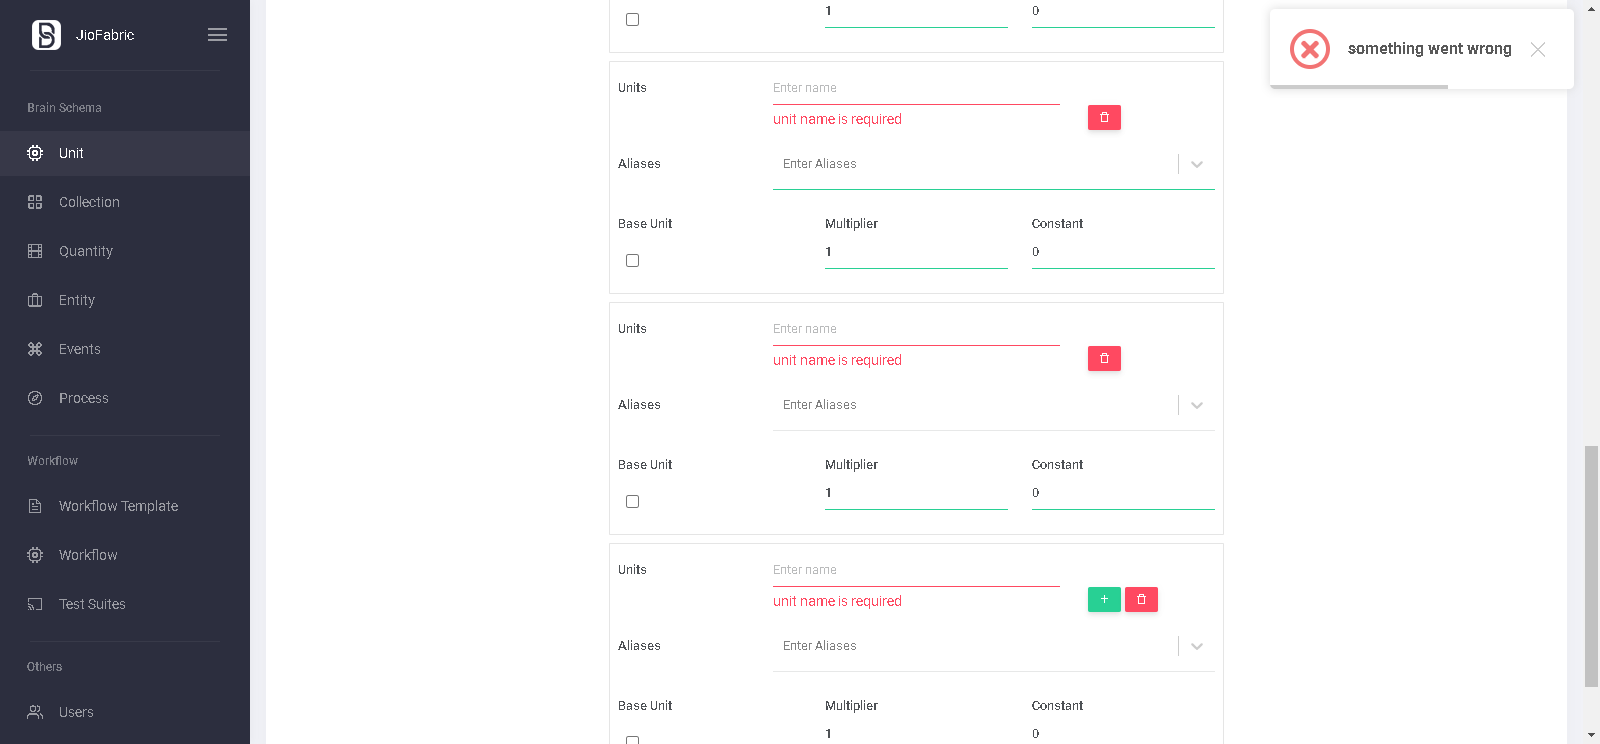 JioFabric
Brain Schema
Unit
Collection
Quantity
Entity
Events
Process
Workflow
Workflow Template
Workflow
Test Suites
Others
Users
1 0
Units Enter name
unit name is required
Aliases Enter Aliases
Base Unit Multiplier Constant
1 0
Units Enter name
unit name is required
Aliases Enter Aliases
Base Unit Multiplier Constant
1 0
Units Enter name
unit name is required
Aliases Enter Aliases
Base Unit Multiplier Constant
1 0
something went wrong